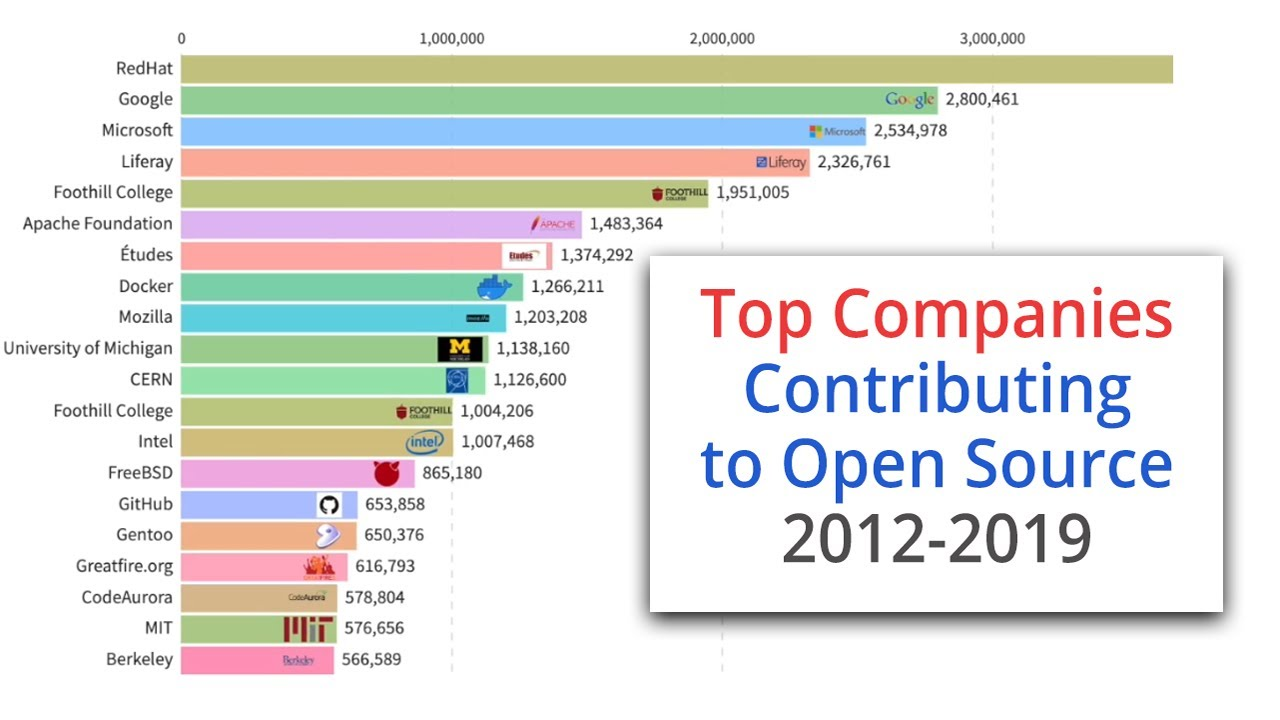 0 1,000,000 2,000,000 3,000,000
RedHat
Google Google 2,800,461
Microsoft Microsoft 2,534,978
Liferay Liferay 2,326,761
Foothill College FOOTHILL COLLEGE 1,951,005
Apache Foundation APACHE 1,483,364
Études Etudes 1,374,292
Docker 1,266,211
Mozilla 1,203,208
University of Michigan M 1,138,160
CERN 1,126,600
Foothill College FOOTHILL COLLEGE 1,004,206
Intel intel 1,007,468
FreeBSD 865,180
GitHub 653,858
Gentoo 650,376
Greatfire.org 616,793
CodeAurora CodeAurora 578,804
MIT MIT 576,656
Berkeley Berkeley 566,589
Top Companies
Contributing
to Open Source
2012-2019